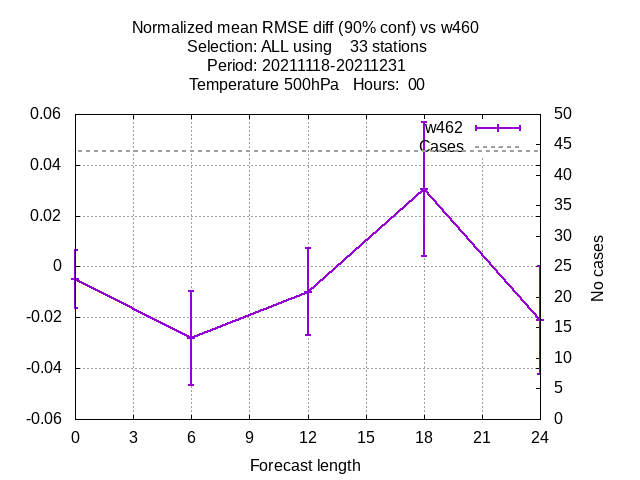 Normalized mean RMSE diff (90% conf) vs w460
Selection: ALL using    33 stations
Period: 20211118-20211231
Temperature 500hPa   Hours:  00
w462
Cases
0.06
0.04
0.02
0
-0.02
-0.04
-0.06
50
45
40
35
30
25
20
15
10
5
0
No cases
0 3 6 9 12 15 18 21 24
Forecast length